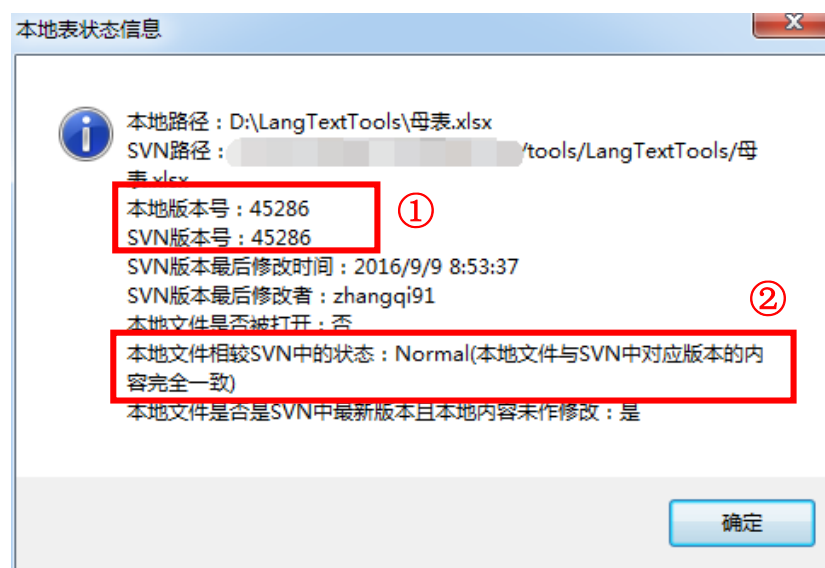 本地表状态信息
本地路径：D:\LangTextTools\母表.xlsx
SVN路径：/tools/LangTextTools/母
表.xlsx
本地版本号：45286
①
SVN版本号：45286
SVN版本最后修改时间：2016/9/9 8:53:37
SVN版本最后修改者：zhangqi91
②
本地文件是否被打开：否
本地文件相较SVN中的状态：Normal(本地文件与SVN中对应版本的内
容完全一致)
本地文件是否是SVN中最新版本且本地内容未作修改：是
确定